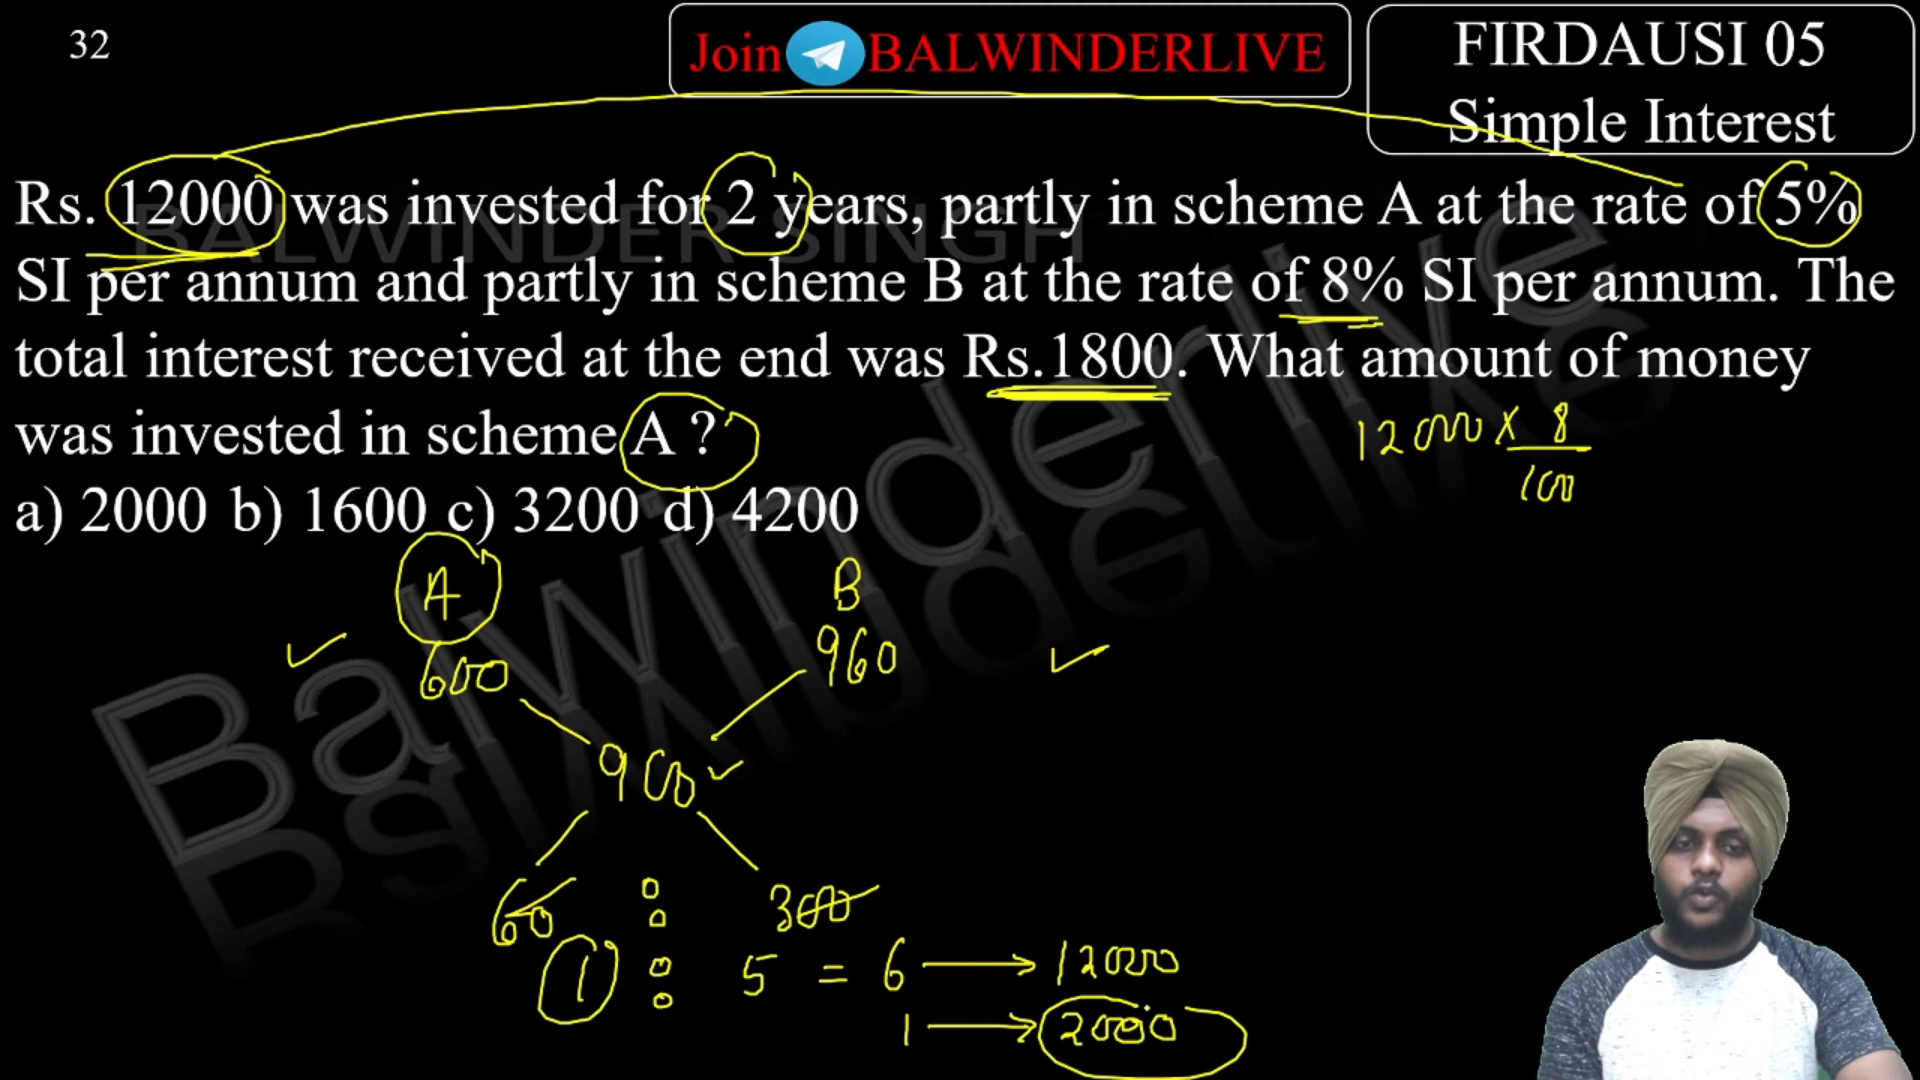 32
Join BALWINDERLIVE
FIRDAUSI 05
Simple Interest
Rs. 12000 was invested for 2 years, partly in scheme A at the rate of 5%
SI per annum and partly in scheme B at the rate of 8% SI per annum. The
total interest received at the end was Rs.1800. What amount of money
was invested in scheme A ?
a) 2000 b) 1600 c) 3200 d) 4200
12000 x 8
100
A B
600 960
900
60 : 300
1 : 5 = 6 → 12000
1 → 2000
BALWINDER SINGH
Balwinderlive